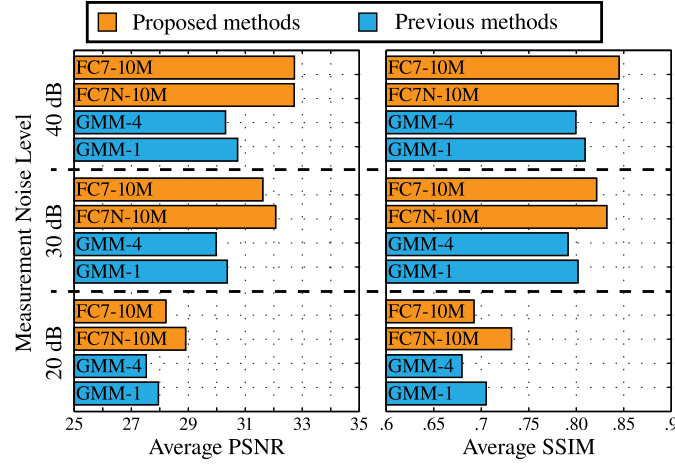 Proposed methods
Previous methods
Measurement Noise Level
40 dB
FC7-10M
FC7N-10M
GMM-4
GMM-1
30 dB
FC7-10M
FC7N-10M
GMM-4
GMM-1
20 dB
FC7-10M
FC7N-10M
GMM-4
GMM-1
25 27 29 31 33 35
Average PSNR
FC7-10M
FC7N-10M
GMM-4
GMM-1
FC7-10M
FC7N-10M
GMM-4
GMM-1
FC7-10M
FC7N-10M
GMM-4
GMM-1
.6 0.65 .7 0.75 .80 0.85 .9
Average SSIM